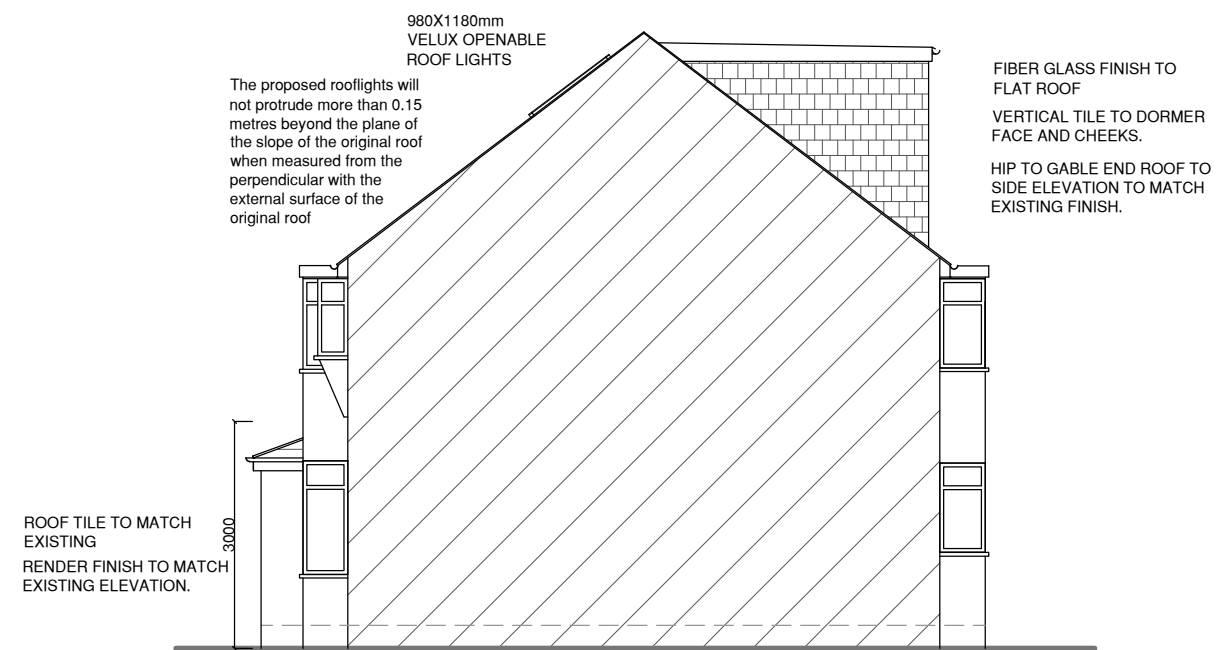 980X1180mm
VELUX OPENABLE
ROOF LIGHTS
The proposed rooflights will
not protrude more than 0.15
metres beyond the plane of
the slope of the original roof
when measured from the
perpendicular with the
external surface of the
original roof
FIBER GLASS FINISH TO
FLAT ROOF
VERTICAL TILE TO DORMER
FACE AND CHEEKS.
HIP TO GABLE END ROOF TO
SIDE ELEVATION TO MATCH
EXISTING FINISH.
ROOF TILE TO MATCH
EXISTING
RENDER FINISH TO MATCH
EXISTING ELEVATION.
3000